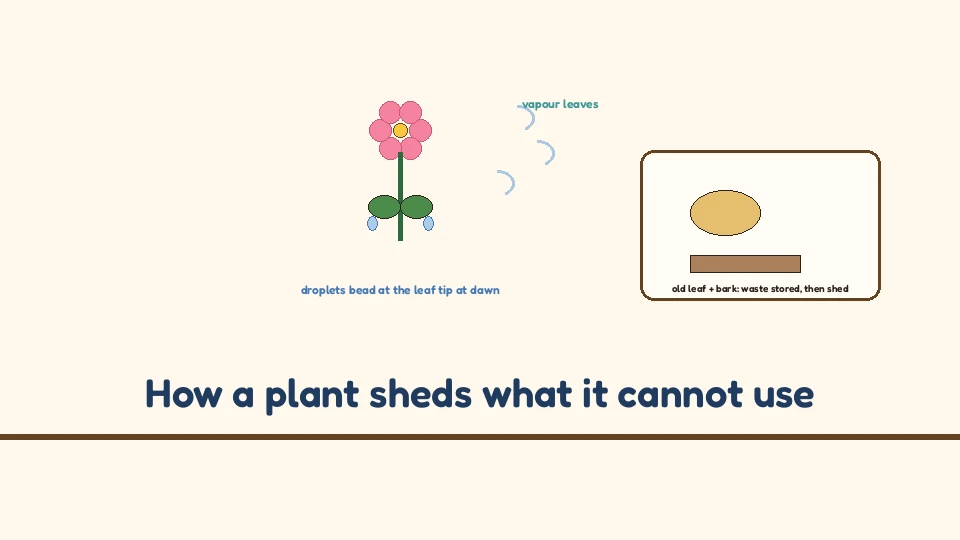 vapour leaves
droplets bead at the leaf tip at dawn
old leaf + bark: waste stored, then shed
How a plant sheds what it cannot use